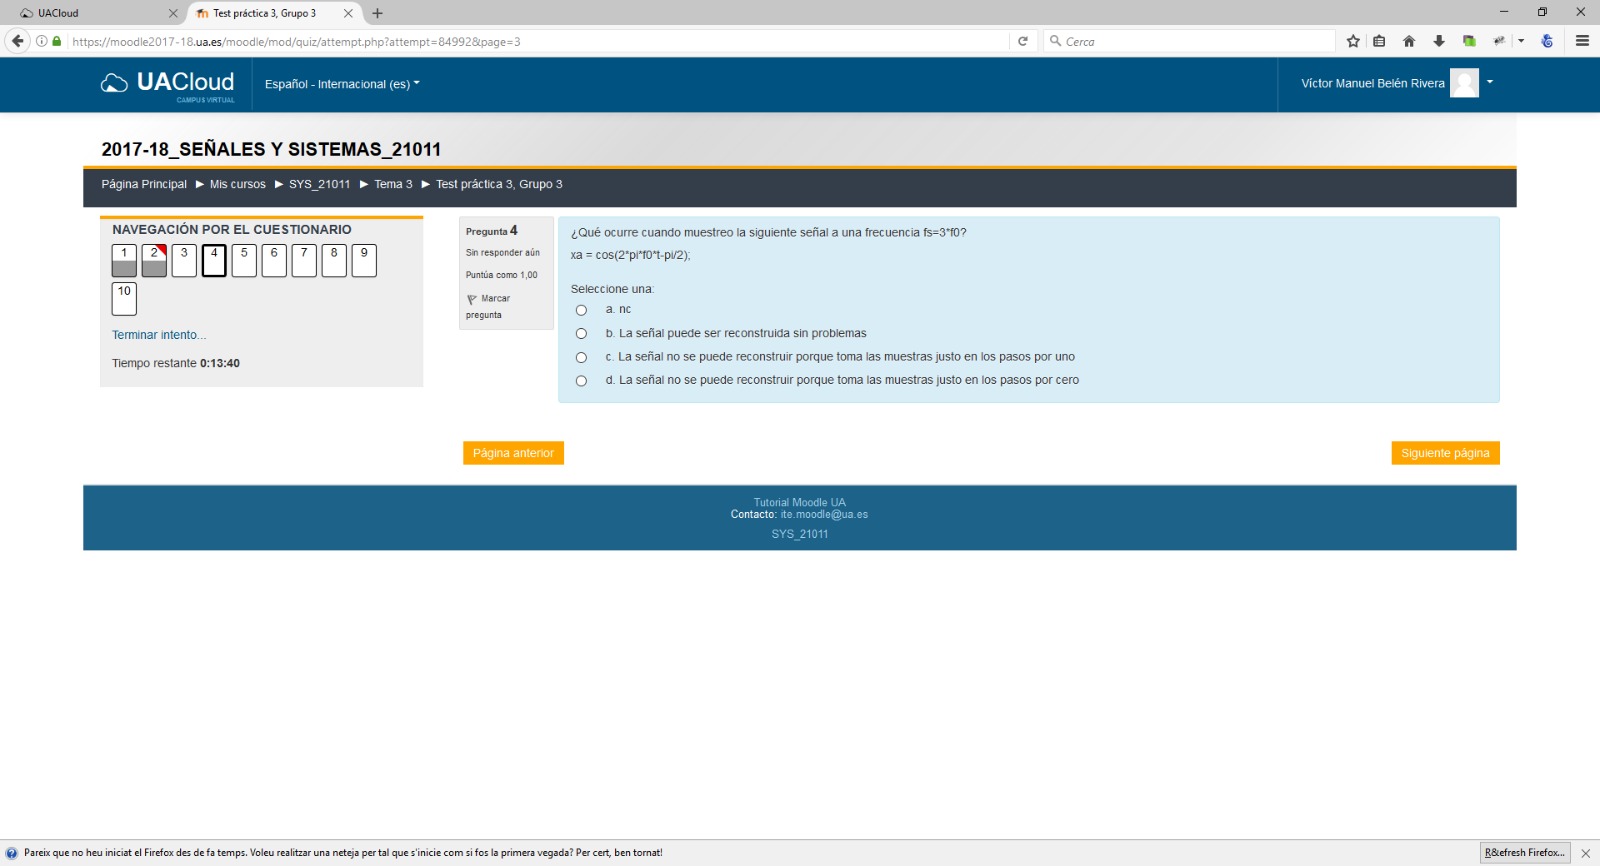 UACloud
Test práctica 3, Grupo 3
https://moodle2017-18.ua.es/moodle/mod/quiz/attempt.php?attempt=84992&page=3
Cerca
UACloud
CAMPUS VIRTUAL
Español - Internacional (es)
Víctor Manuel Belén Rivera
2017-18_SEÑALES Y SISTEMAS_21011
Página Principal ► Mis cursos ► SYS_21011 ► Tema 3 ► Test práctica 3, Grupo 3
NAVEGACIÓN POR EL CUESTIONARIO
1 2 3 4 5 6 7 8 9
10
Terminar intento...
Tiempo restante 0:13:40
Pregunta 4
Sin responder aún
Puntúa como 1,00
Marcar
pregunta
¿Qué ocurre cuando muestreo la siguiente señal a una frecuencia fs=3*f0?
xa = cos(2*pi*f0*t-pi/2);
Seleccione una:
a. nc
b. La señal puede ser reconstruida sin problemas
c. La señal no se puede reconstruir porque toma las muestras justo en los pasos por uno
d. La señal no se puede reconstruir porque toma las muestras justo en los pasos por cero
Página anterior
Siguiente página
Tutorial Moodle UA
Contacto: ite.moodle@ua.es
SYS_21011
Pareix que no heu iniciat el Firefox des de fa temps. Voleu realitzar una neteja per tal que s'inicie com si fos la primera vegada? Per cert, ben tornat!
R&efresh Firefox...